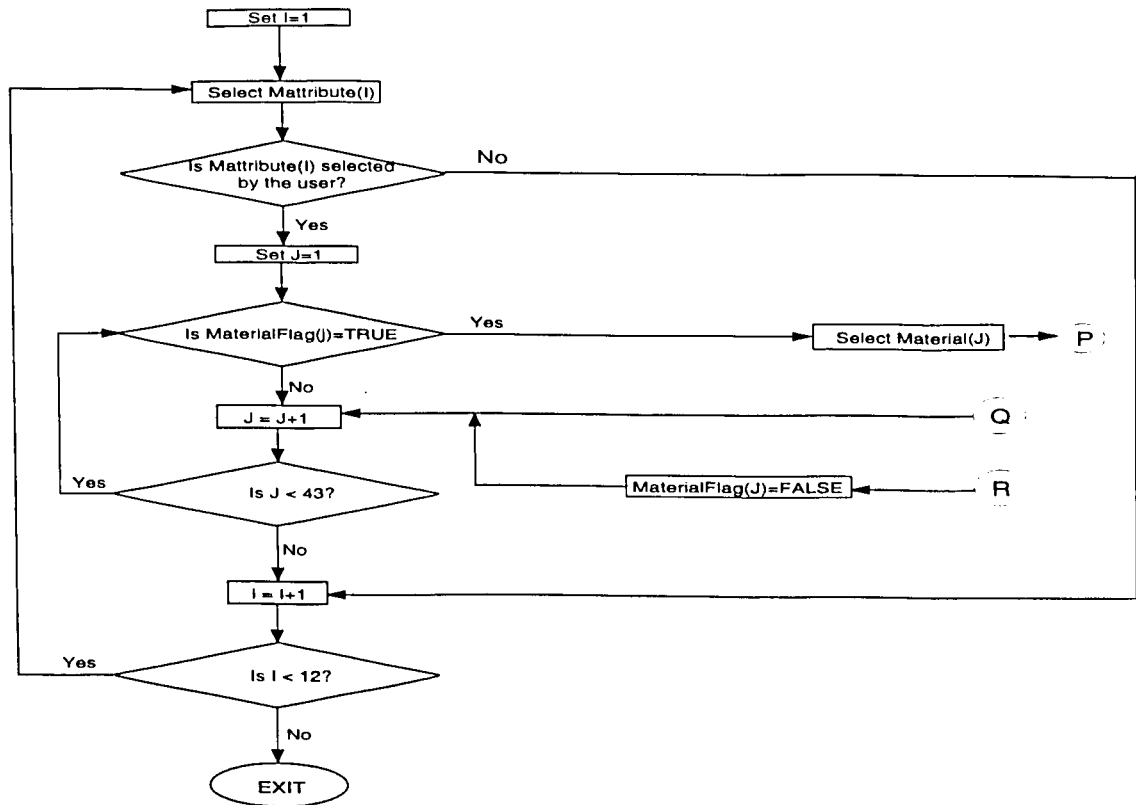 Set I=1
Select Mattribute(I)
Is Mattribute(I) selected
by the user?
No
Yes
Set J=1
Is MaterialFlag(j)=TRUE
Yes
Select Material(J)
P
No
J = J+1
Q
Is J < 43?
Yes
MaterialFlag(J)=FALSE
R
No
I = I+1
Is I < 12?
Yes
No
EXIT